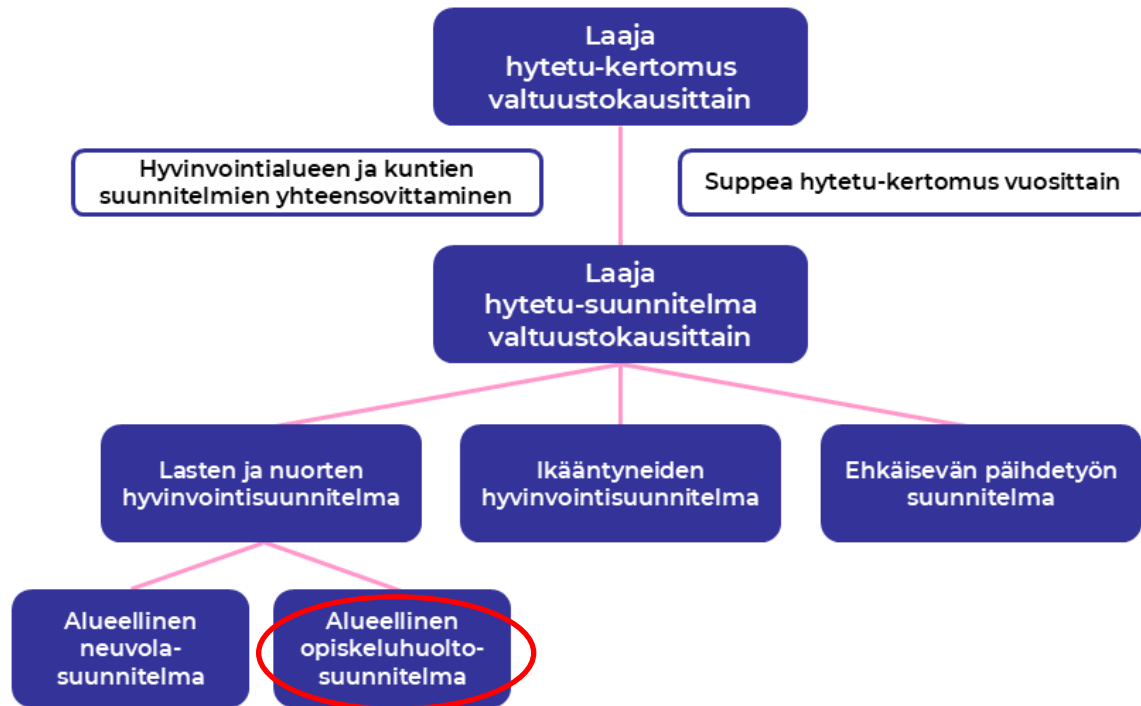 Laaja
hytetu-kertomus
valtuustokausittain
Hyvinvointialueen ja kuntien
suunnitelmien yhteensovittaminen
Suppea hytetu-kertomus vuosittain
Laaja
hytetu-suunnitelma
valtuustokausittain
Lasten ja nuorten
hyvinvointisuunnitelma
Ikääntyneiden
hyvinvointisuunnitelma
Ehkäisevän päihdetyön
suunnitelma
Alueellinen
neuvola-
suunnitelma
Alueellinen
opiskeluhuolto-
suunnitelma